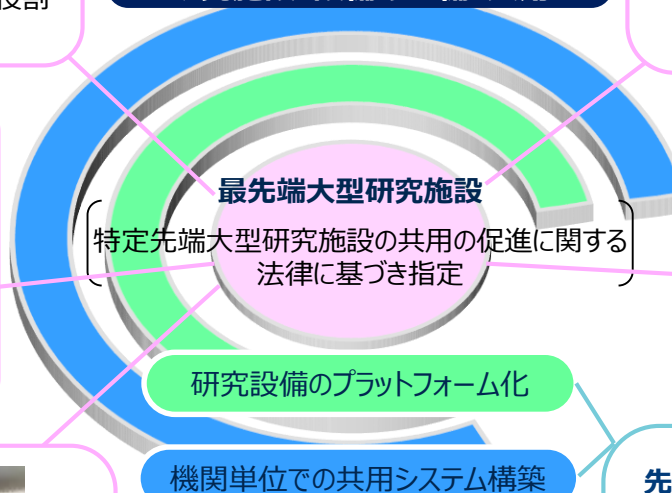 役割
最先端大型研究施設
特定先端大型研究施設の共用の促進に関する
法律に基づき指定
研究設備のプラットフォーム化
機関単位での共用システム構築
先